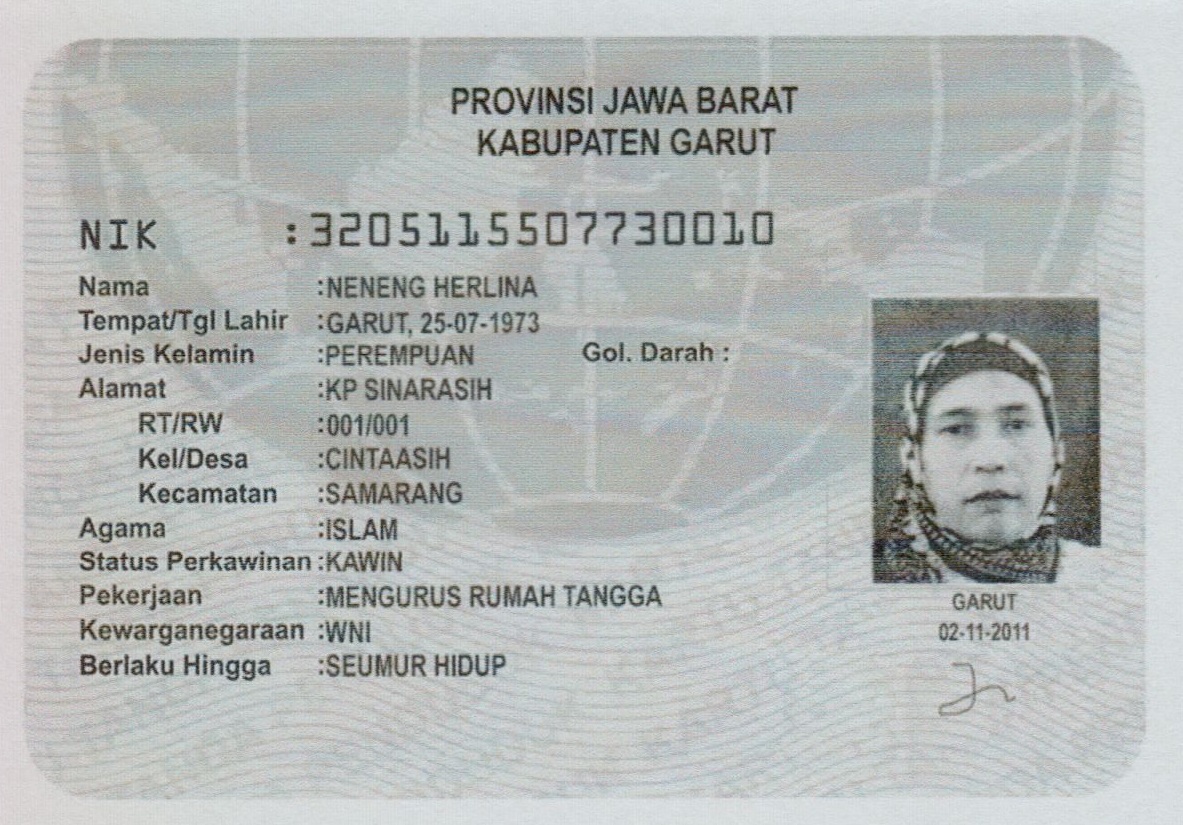 PROVINSI JAWA BARAT
KABUPATEN GARUT
NIK :3205115507730010
Nama :NENENG HERLINA
Tempat/Tgl Lahir :GARUT, 25-07-1973
Jenis Kelamin :PEREMPUAN Gol. Darah :
Alamat :KP SINARASIH
RT/RW :001/001
Kel/Desa :CINTAASIH
Kecamatan :SAMARANG
Agama :ISLAM
Status Perkawinan :KAWIN
Pekerjaan :MENGURUS RUMAH TANGGA
Kewarganegaraan :WNI
Berlaku Hingga :SEUMUR HIDUP
GARUT
02-11-2011